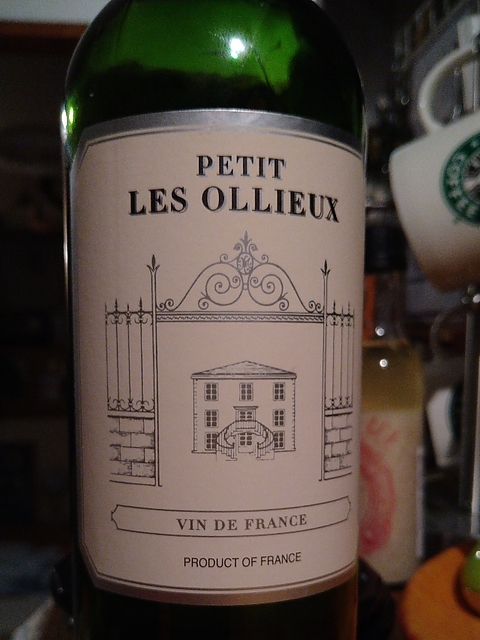 PETIT
LES OLLIEUX
VIN DE FRANCE
PRODUCT OF FRANCE